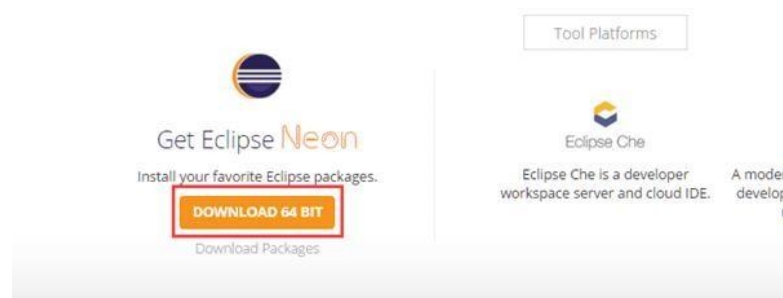 Tool Platforms
Get Eclipse Neon
Install your favorite Eclipse packages.
DOWNLOAD 64 BIT
Download Packages
Eclipse Che
Eclipse Che is a developer
workspace server and cloud IDE.
A moder
develop